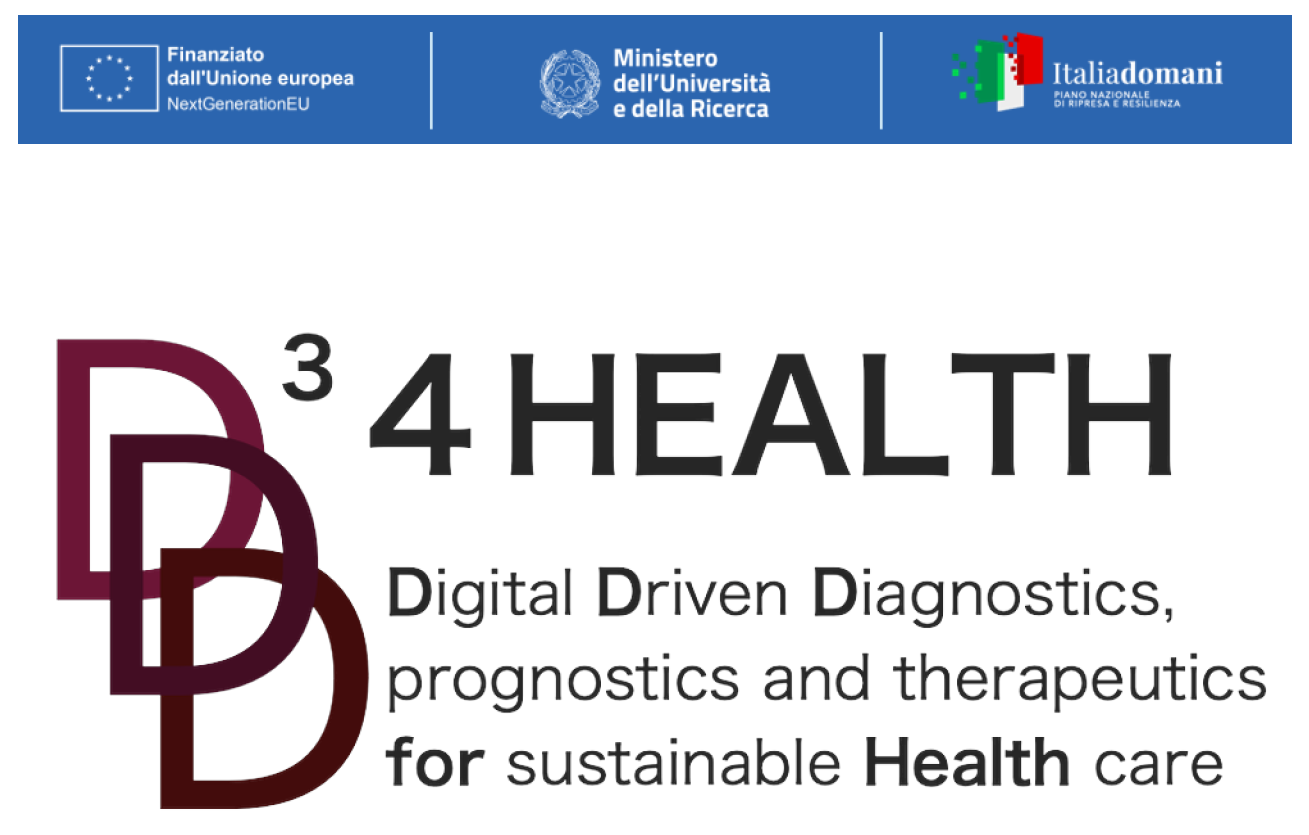 Finanziato
dall'Unione europea
NextGenerationEU
Ministero
dell'Università
e della Ricerca
Italiadomani
PIANO NAZIONALE
DI RIPRESA E RESILIENZA
DDD³ 4 HEALTH
Digital Driven Diagnostics,
prognostics and therapeutics
for sustainable Health care